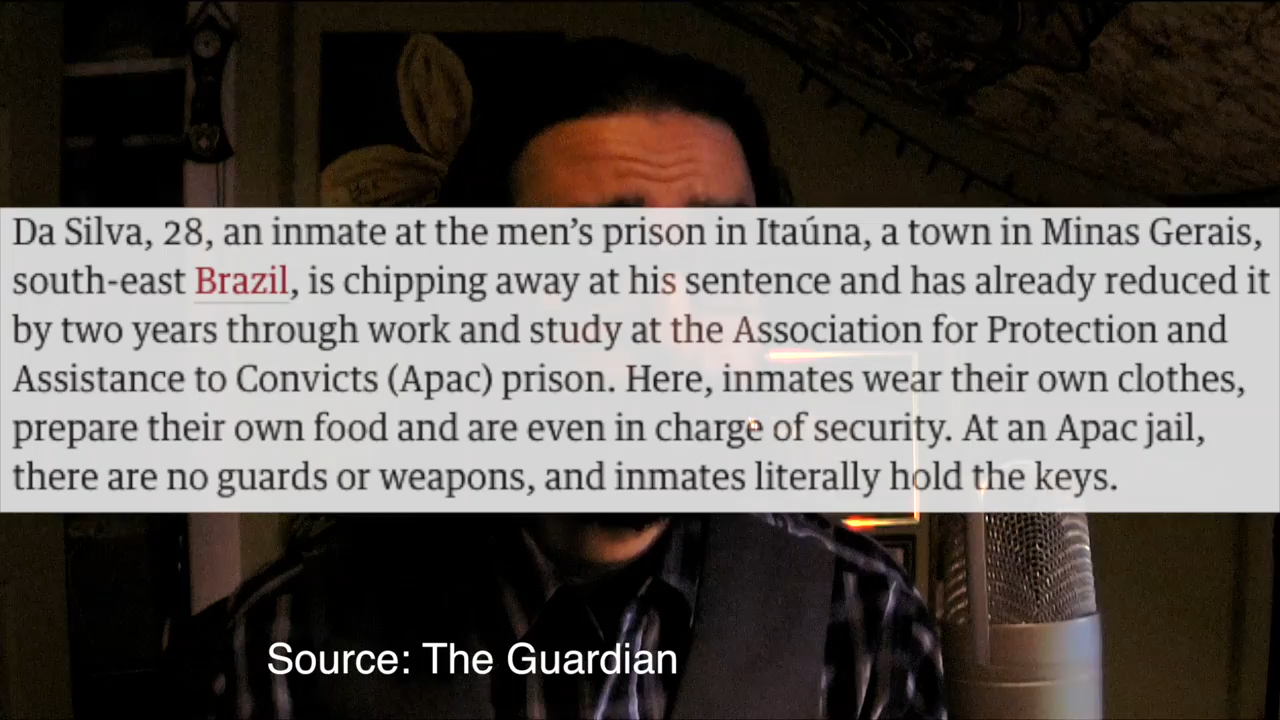 Da Silva, 28, an inmate at the men’s prison in Itaúna, a town in Minas Gerais,
south-east Brazil, is chipping away at his sentence and has already reduced it
by two years through work and study at the Association for Protection and
Assistance to Convicts (Apac) prison. Here, inmates wear their own clothes,
prepare their own food and are even in charge of security. At an Apac jail,
there are no guards or weapons, and inmates literally hold the keys.
Source: The Guardian